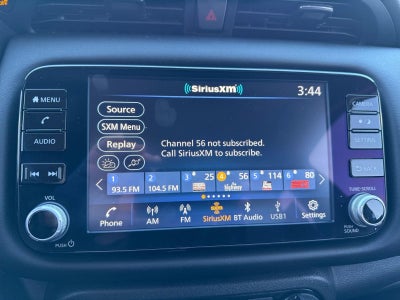 SiriusXM
3:44
MENU
CAMERA
Source
SXM Menu
AUDIO
Replay
Channel 56 not subscribed.
Call SiriusXM to subscribe.
BACK
1 2 3 25 4 56 5 114 6 80
93.5 FM 104.5 FM
TUNE•SCROLL
VOL
PUSH
PUSH SOUND
Phone AM FM SiriusXM BT Audio USB1 Settings